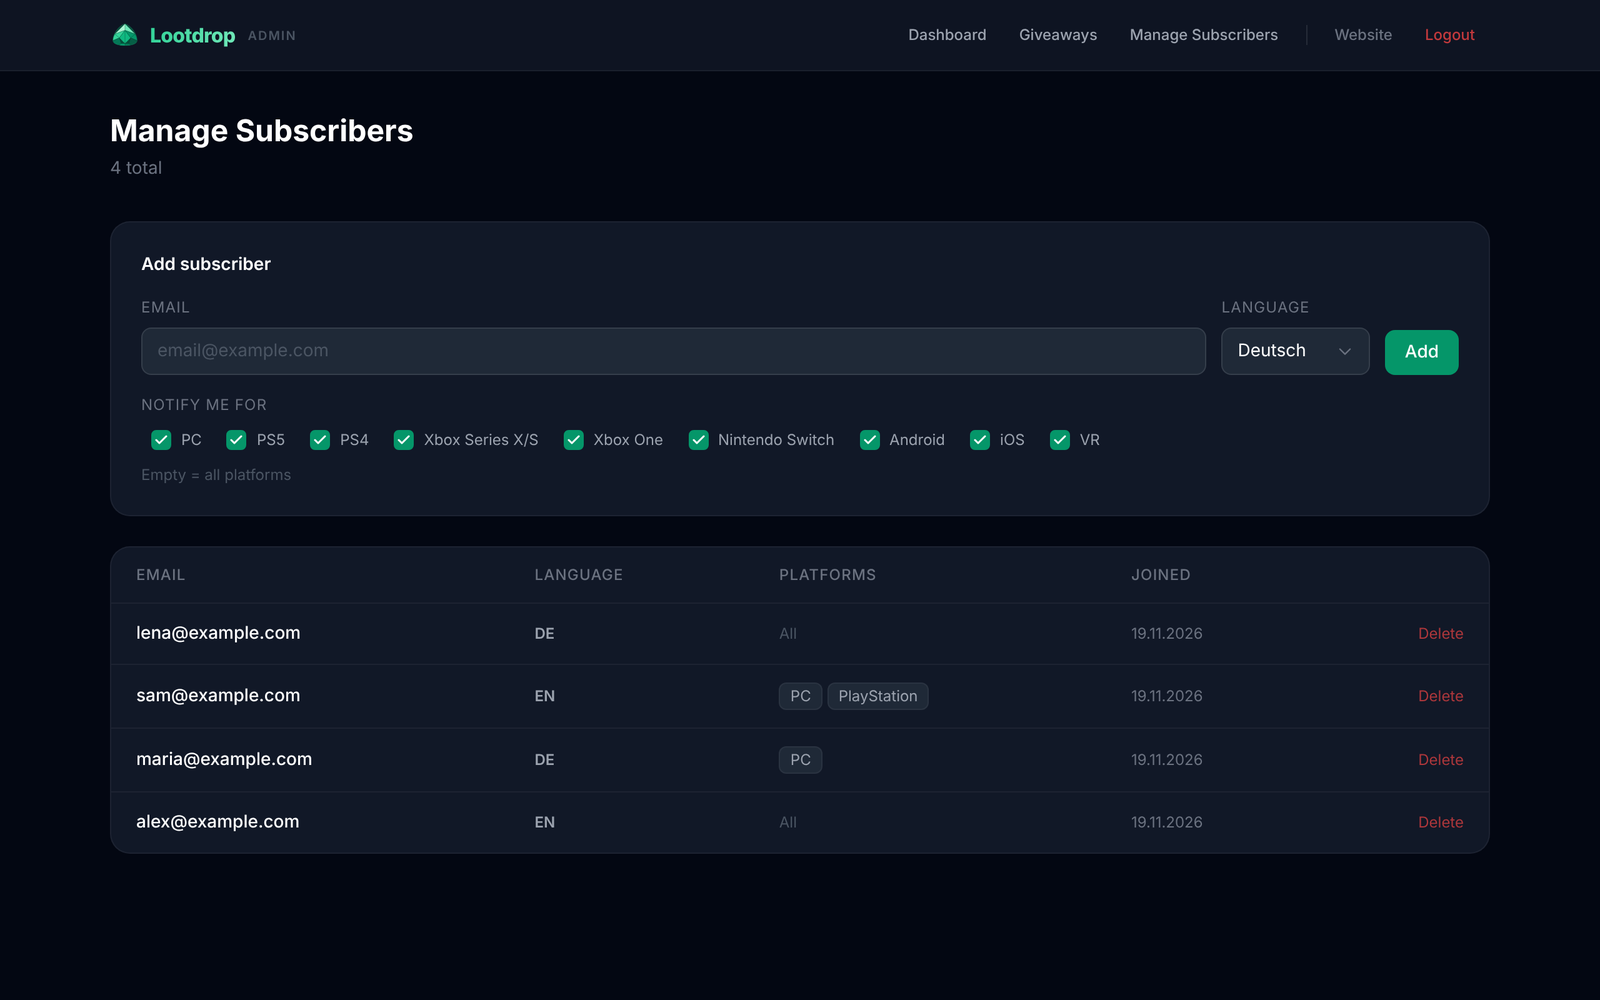 Lootdrop ADMIN Dashboard Giveaways Manage Subscribers Website Logout
Manage Subscribers
4 total
Add subscriber
EMAIL LANGUAGE
email@example.com Deutsch Add
NOTIFY ME FOR
PC PS5 PS4 Xbox Series X/S Xbox One Nintendo Switch Android iOS VR
Empty = all platforms
EMAIL LANGUAGE PLATFORMS JOINED
lena@example.com DE All 19.11.2026 Delete
sam@example.com EN PC PlayStation 19.11.2026 Delete
maria@example.com DE PC 19.11.2026 Delete
alex@example.com EN All 19.11.2026 Delete